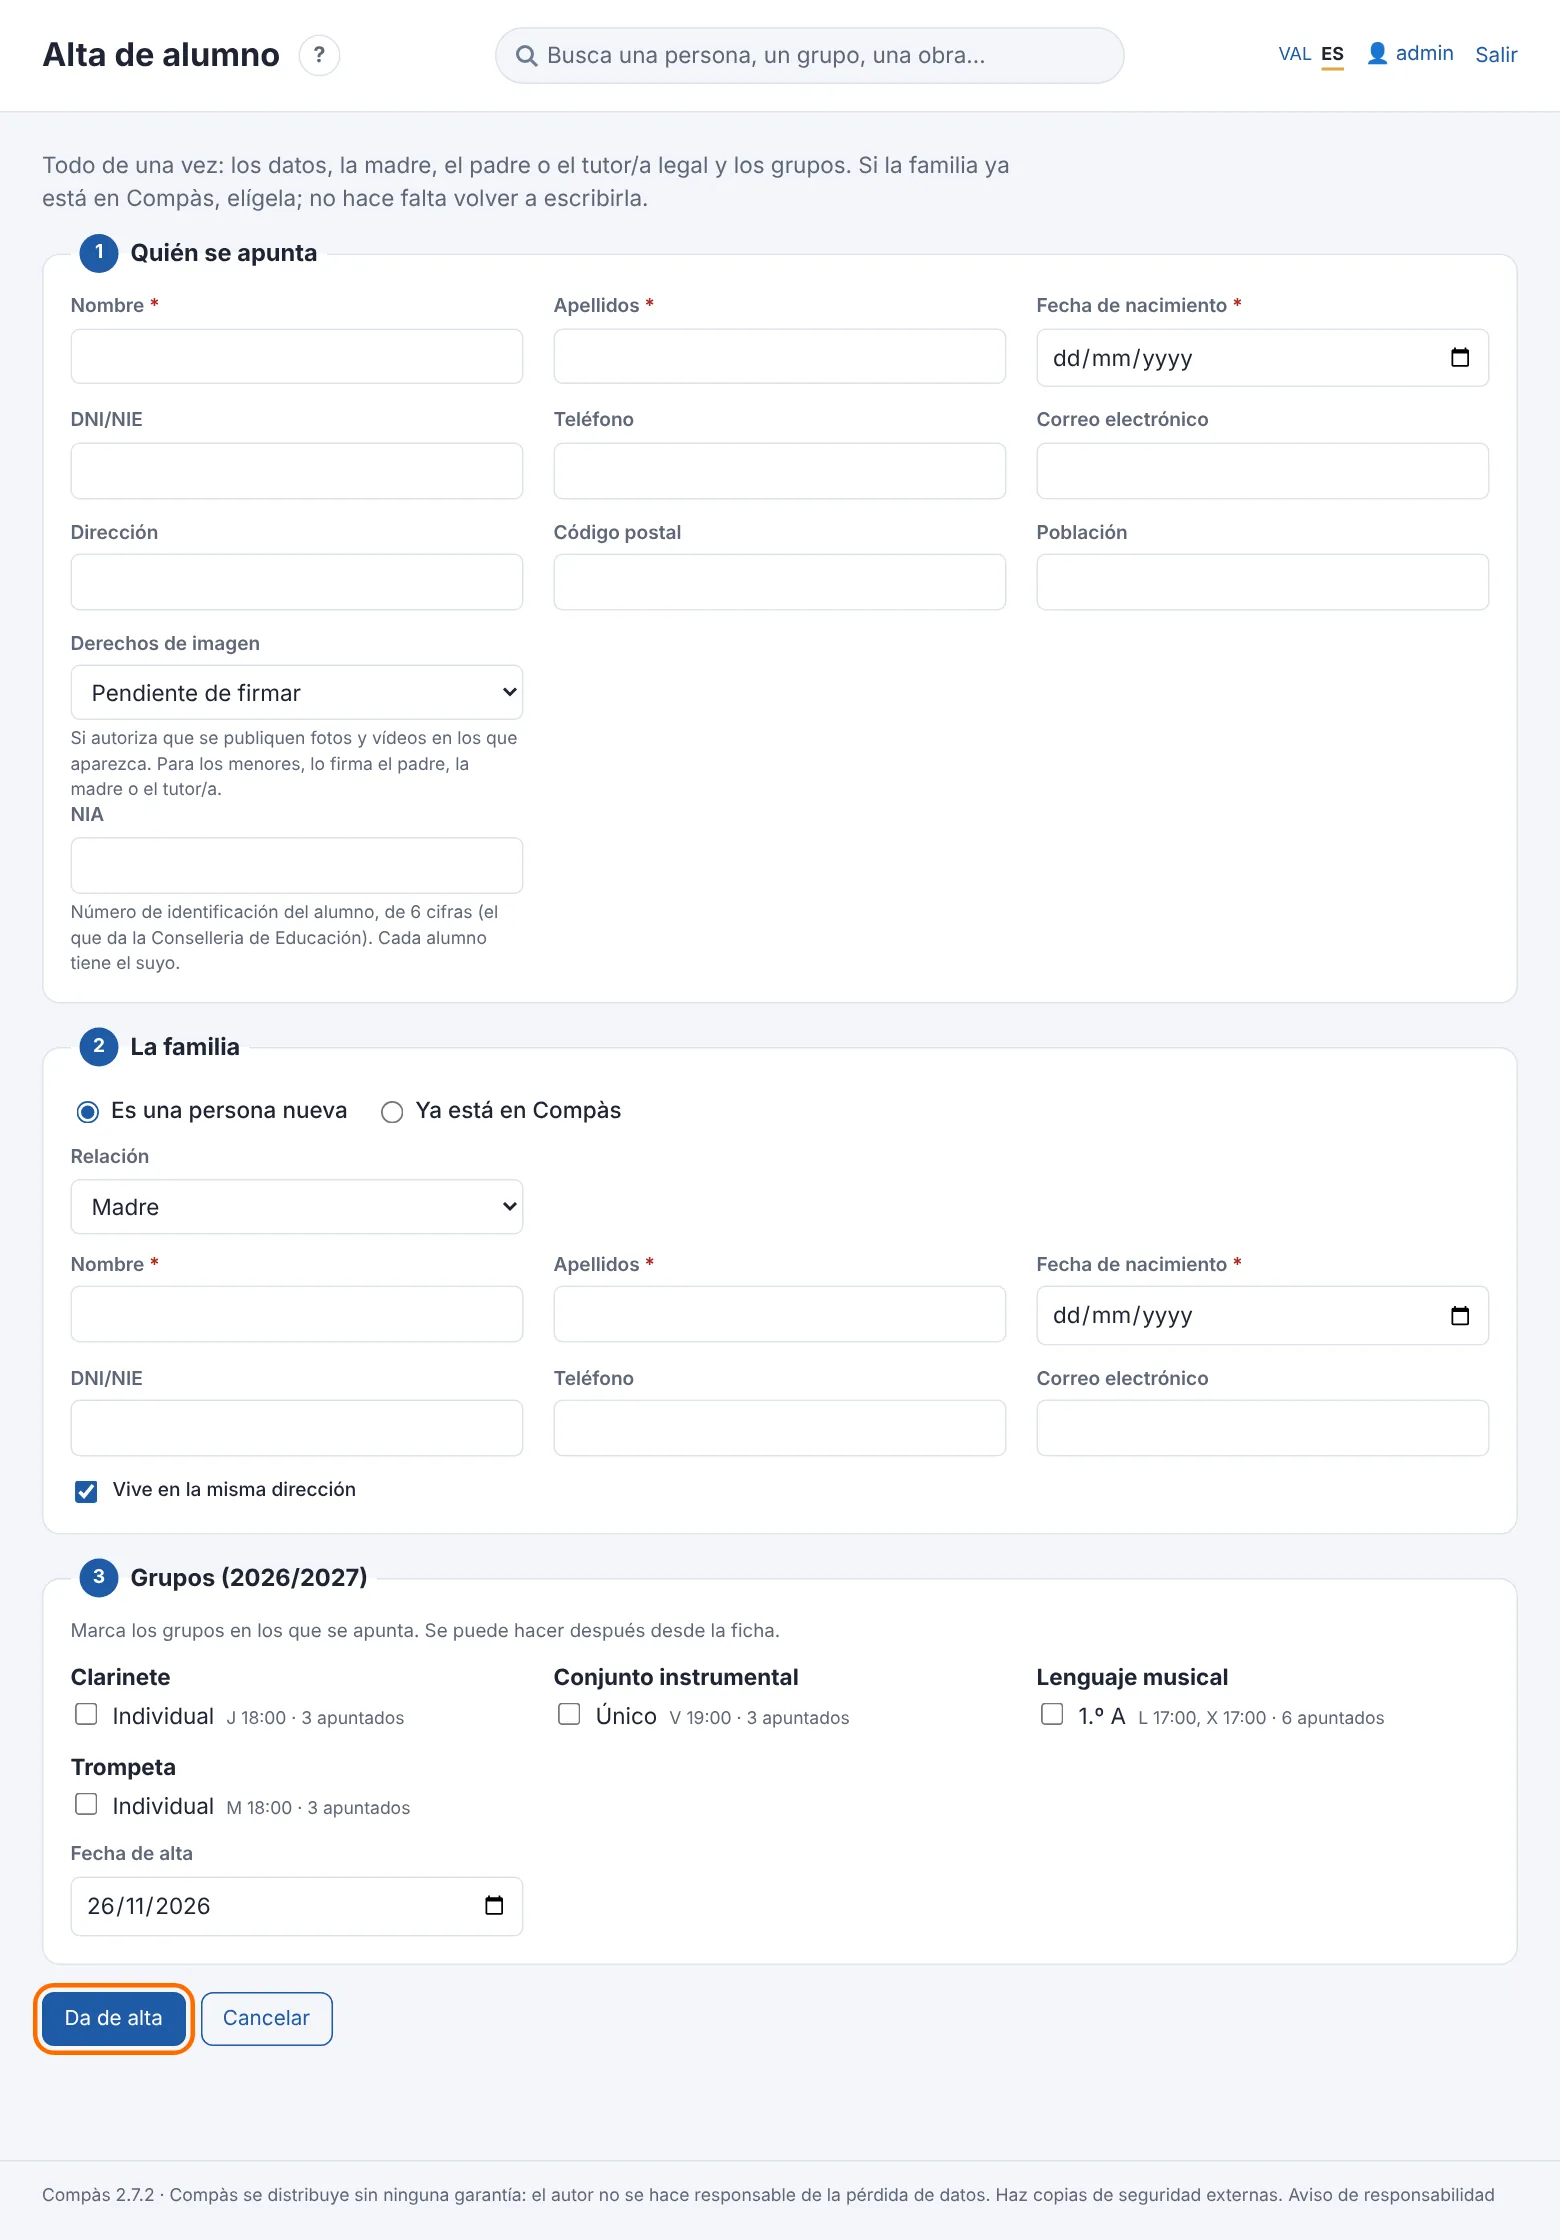 Alta de alumno ?
Busca una persona, un grupo, una obra...
VAL ES admin Salir
Todo de una vez: los datos, la madre, el padre o el tutor/a legal y los grupos. Si la familia ya
está en Compàs, elígela; no hace falta volver a escribirla.
1 Quién se apunta
Nombre * Apellidos * Fecha de nacimiento *
dd/mm/yyyy
DNI/NIE Teléfono Correo electrónico
Dirección Código postal Población
Derechos de imagen
Pendiente de firmar
Si autoriza que se publiquen fotos y vídeos en los que
aparezca. Para los menores, lo firma el padre, la
madre o el tutor/a.
NIA
Número de identificación del alumno, de 6 cifras (el
que da la Conselleria de Educación). Cada alumno
tiene el suyo.
2 La familia
Es una persona nueva Ya está en Compàs
Relación
Madre
Nombre * Apellidos * Fecha de nacimiento *
dd/mm/yyyy
DNI/NIE Teléfono Correo electrónico
Vive en la misma dirección
3 Grupos (2026/2027)
Marca los grupos en los que se apunta. Se puede hacer después desde la ficha.
Clarinete Conjunto instrumental Lenguaje musical
Individual J 18:00 · 3 apuntados Único V 19:00 · 3 apuntados 1.º A L 17:00, X 17:00 · 6 apuntados
Trompeta
Individual M 18:00 · 3 apuntados
Fecha de alta
26/11/2026
Da de alta Cancelar
Compàs 2.7.2 · Compàs se distribuye sin ninguna garantía: el autor no se hace responsable de la pérdida de datos. Haz copias de seguridad externas. Aviso de responsabilidad